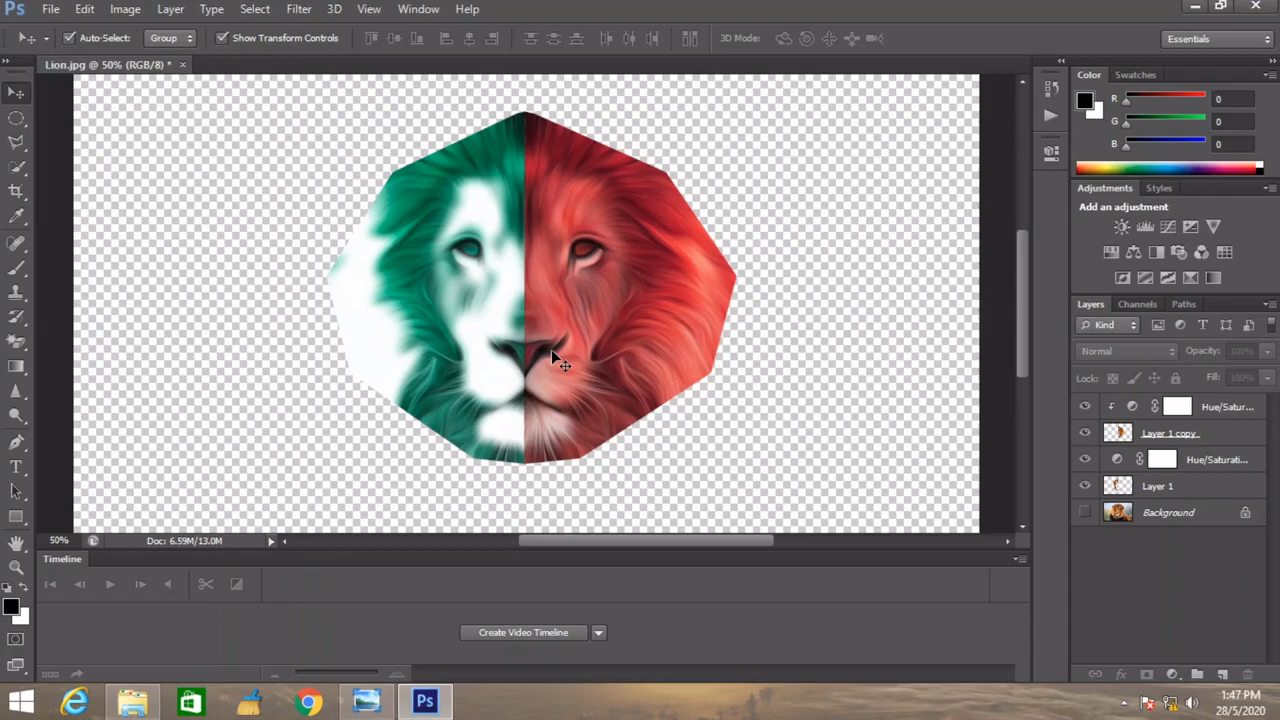 Ps File Edit Image Layer Type Select Filter 3D View Window Help
Auto-Select: Group Show Transform Controls 3D Mode: Essentials
Lion.jpg @ 50% (RGB/8) * ×
Color Swatches
R 0
G 0
B 0
Adjustments Styles
Add an adjustment
Layers Channels Paths
Kind
Normal Opacity: 100%
Lock: Fill: 100%
Hue/Satur...
Layer 1 copy
Hue/Saturati...
Layer 1
Background
50% Doc: 6.59M/13.0M
Timeline
Create Video Timeline
Ps
1:47 PM
28/5/2020